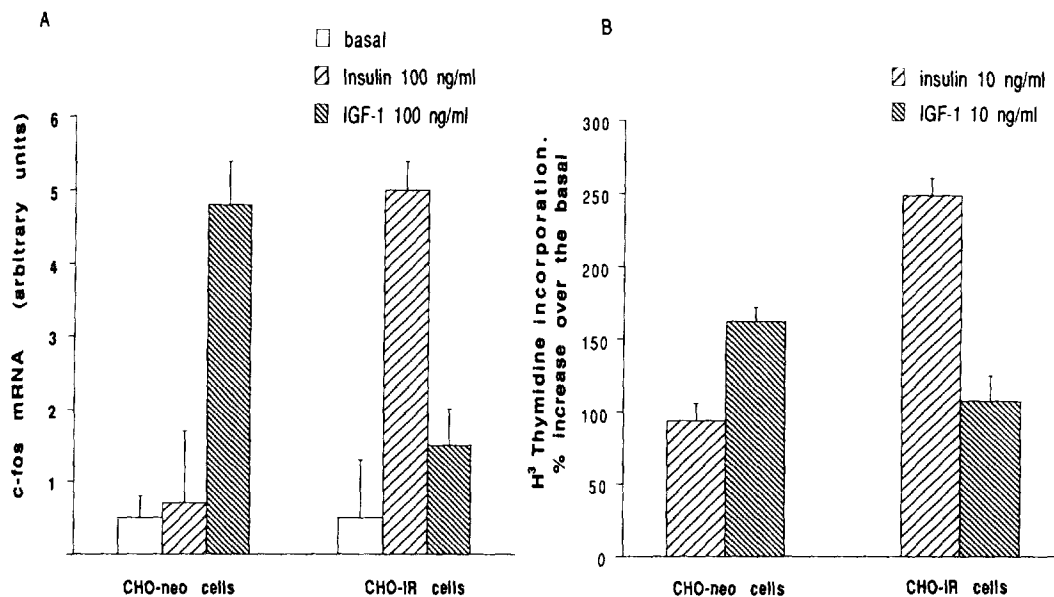 A
basal
Insulin 100 ng/ml
IGF-1 100 ng/ml
c-fos mRNA (arbitrary units)
6
5
4
3
2
1
CHO-neo cells
CHO-IR cells
B
insulin 10 ng/ml
IGF-1 10 ng/ml
H³ Thymidine incorporation.
% increase over the basal
300
250
200
150
100
50
0
CHO-neo cells
CHO-IR cells